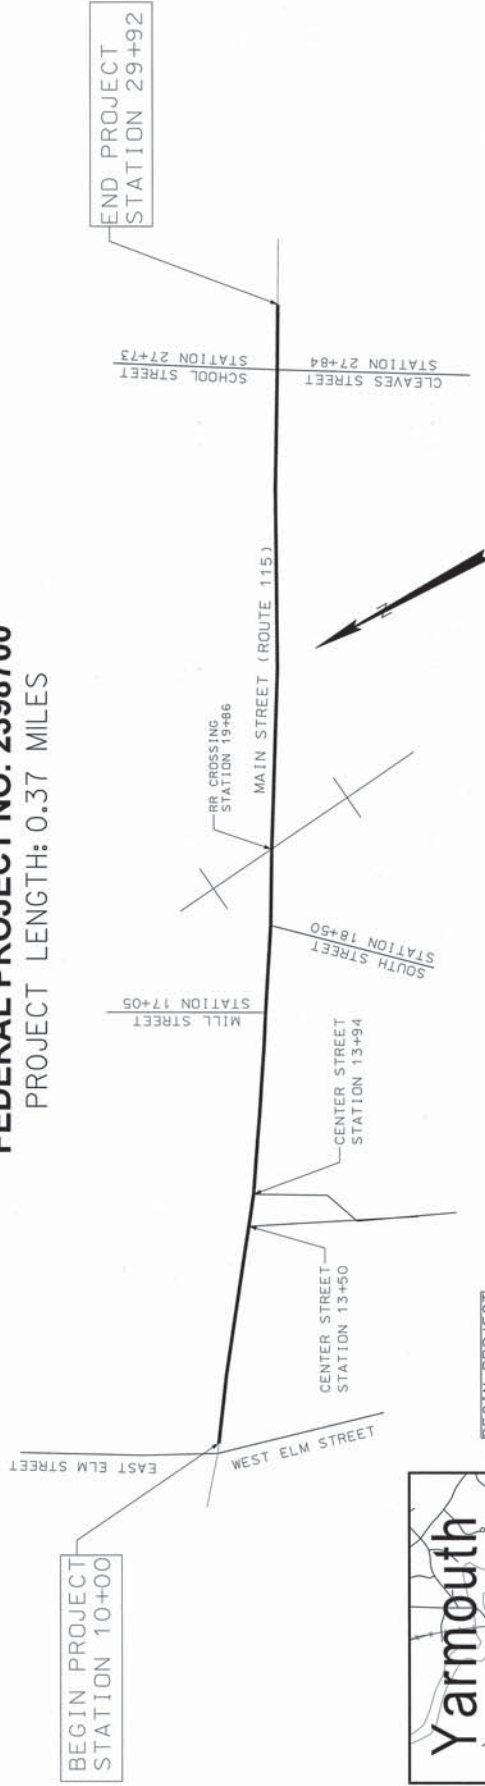 FEDERAL PROJECT NO. 2398700
PROJECT LENGTH: 0.37 MILES
END PROJECT
STATION 29+92
SCHOOL STREET
STATION 27+73
CLEAVES STREET
STATION 27+84
MAIN STREET (ROUTE 115)
RR CROSSING
STATION 19+86
SOUTH STREET
STATION 18+50
MILL STREET
STATION 17+05
CENTER STREET
STATION 13+94
CENTER STREET
STATION 13+50
EAST ELM STREET
WEST ELM STREET
BEGIN PROJECT
STATION 10+00
N
Yarmouth
BEGIN PROJECT